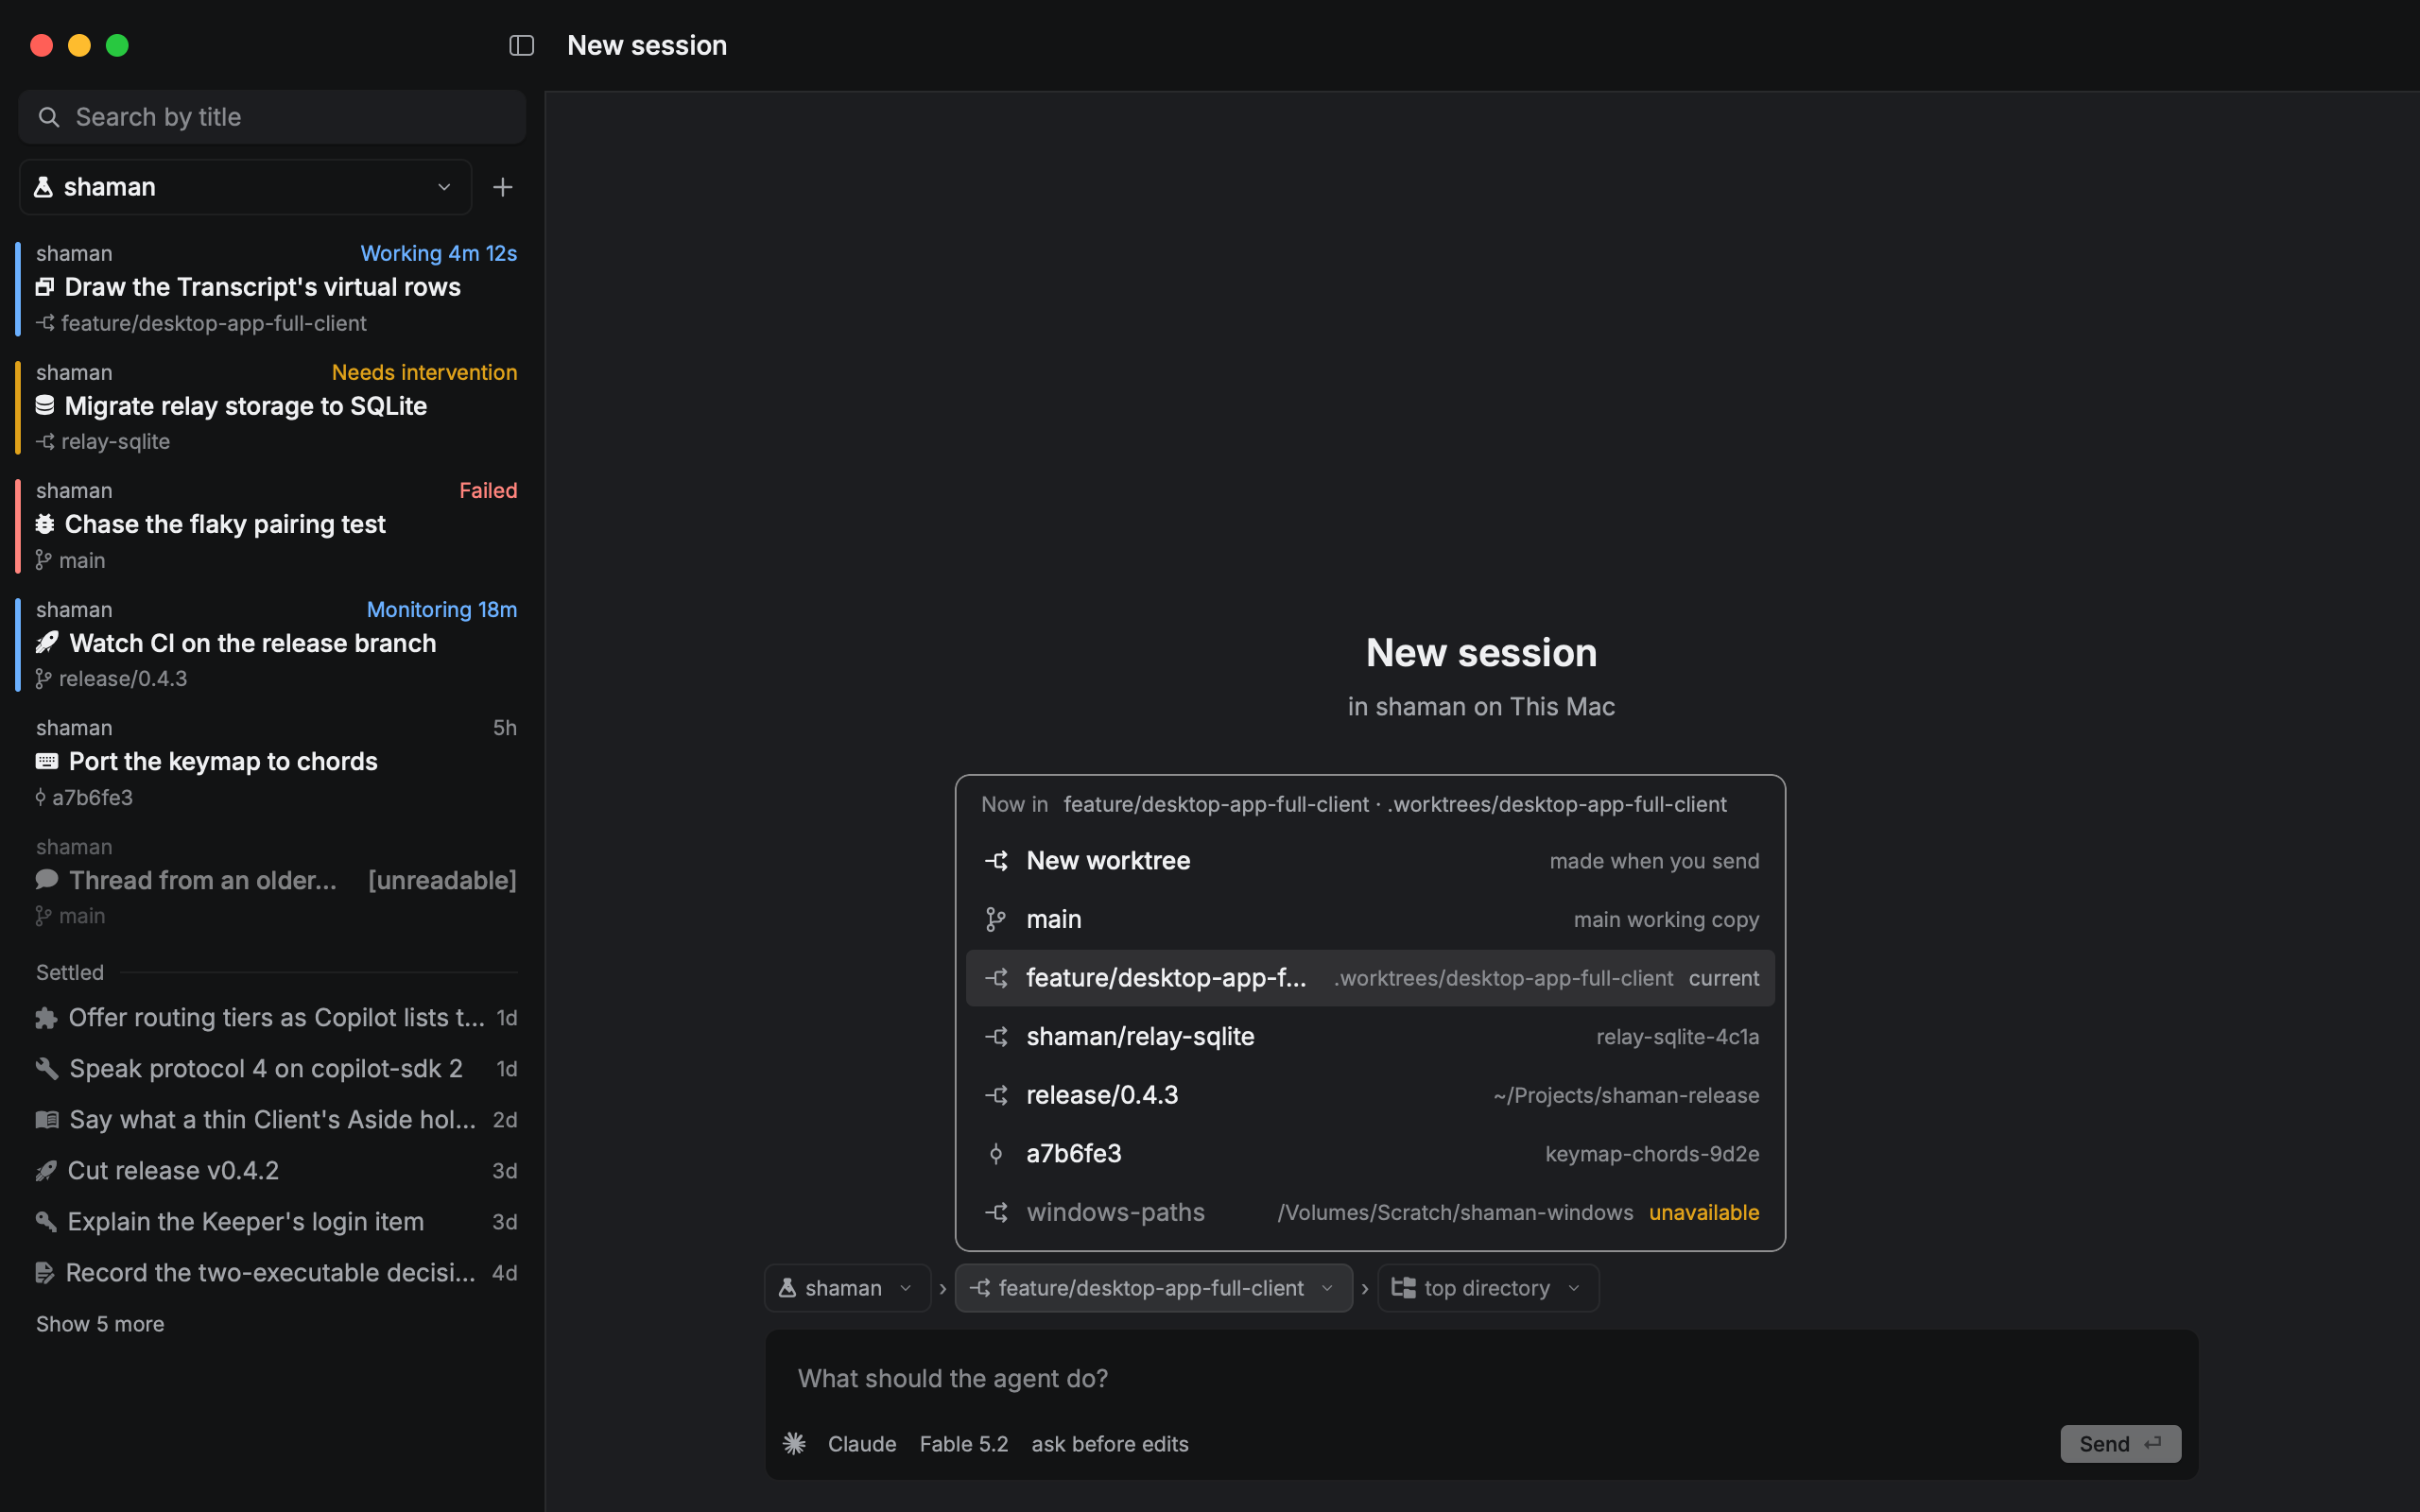 New session
Search by title
shaman
shaman Working 4m 12s
Draw the Transcript's virtual rows
feature/desktop-app-full-client
shaman Needs intervention
Migrate relay storage to SQLite
relay-sqlite
shaman Failed
Chase the flaky pairing test
main
shaman Monitoring 18m
Watch CI on the release branch
release/0.4.3
shaman 5h
Port the keymap to chords
a7b6fe3
shaman
Thread from an older... [unreadable]
main
Settled
Offer routing tiers as Copilot lists t... 1d
Speak protocol 4 on copilot-sdk 2 1d
Say what a thin Client's Aside hol... 2d
Cut release v0.4.2 3d
Explain the Keeper's login item 3d
Record the two-executable decisi... 4d
Show 5 more
New session
in shaman on This Mac
Now in feature/desktop-app-full-client · .worktrees/desktop-app-full-client
New worktree made when you send
main main working copy
feature/desktop-app-f... .worktrees/desktop-app-full-client current
shaman/relay-sqlite relay-sqlite-4c1a
release/0.4.3 ~/Projects/shaman-release
a7b6fe3 keymap-chords-9d2e
windows-paths /Volumes/Scratch/shaman-windows unavailable
shaman › feature/desktop-app-full-client › top directory
What should the agent do?
Claude Fable 5.2 ask before edits
Send